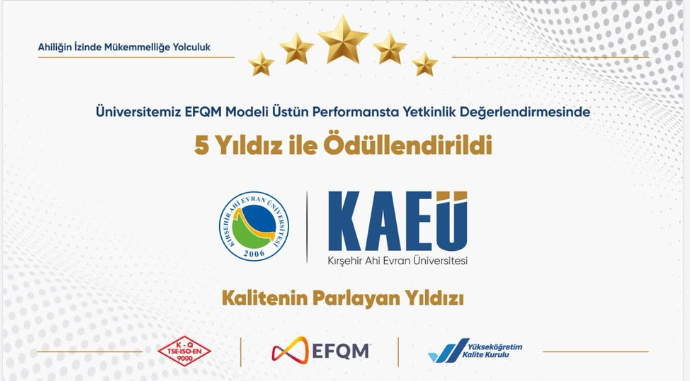 Ahiliğin İzinde Mükemmelliğe Yolculuk
Üniversitemiz EFQM Modeli Üstün Performansta Yetkinlik Değerlendirmesinde
5 Yıldız ile Ödüllendirildi
KIRŞEHİR AHİ EVRAN ÜNİVERSİTESİ
2006
KAEÜ
Kırşehir Ahi Evran Üniversitesi
Kalitenin Parlayan Yıldızı
K - Q
TSE-ISO-EN
9000
EFQM
Yükseköğretim
Kalite Kurulu